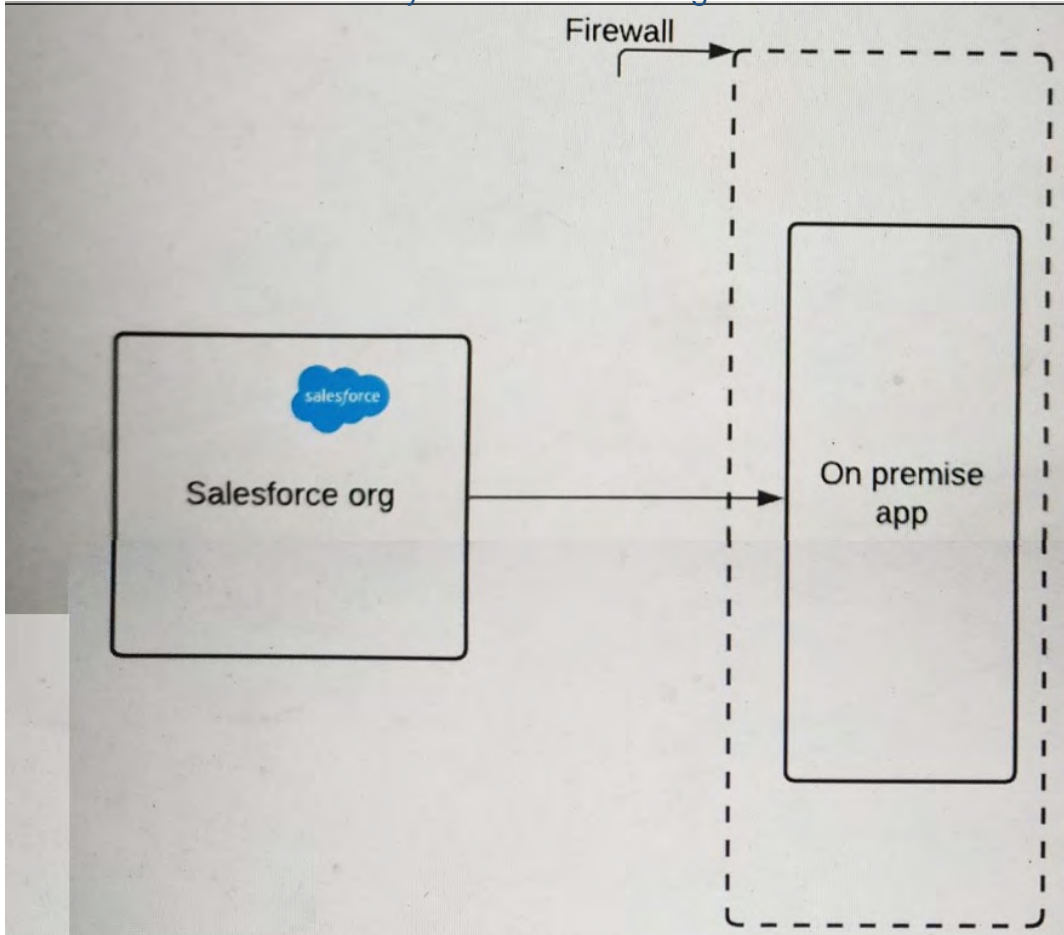 Firewall
salesforce
Salesforce org
On premise
app